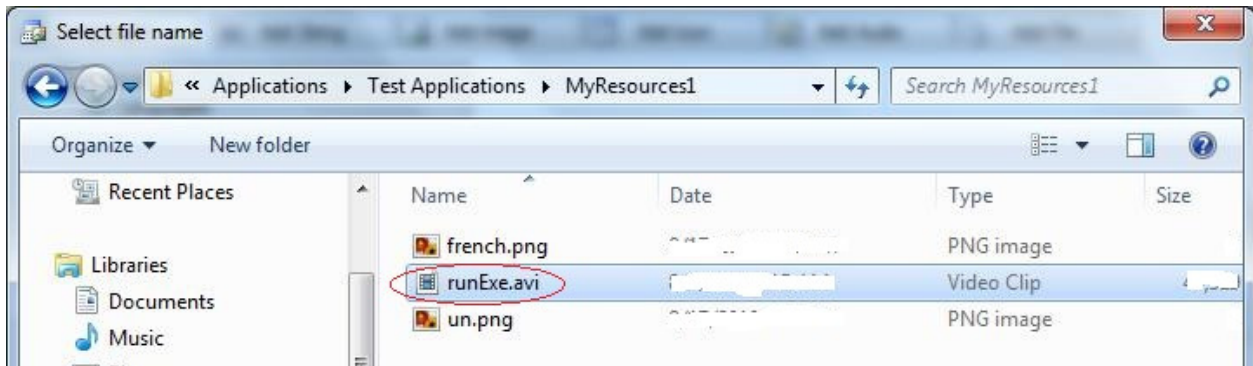 Select file name
« Applications ▸ Test Applications ▸ MyResources1 Search MyResources1
Organize ▾ New folder
Recent Places
Libraries
Documents
Music
Name Date Type Size
french.png PNG image
runExe.avi Video Clip
un.png PNG image